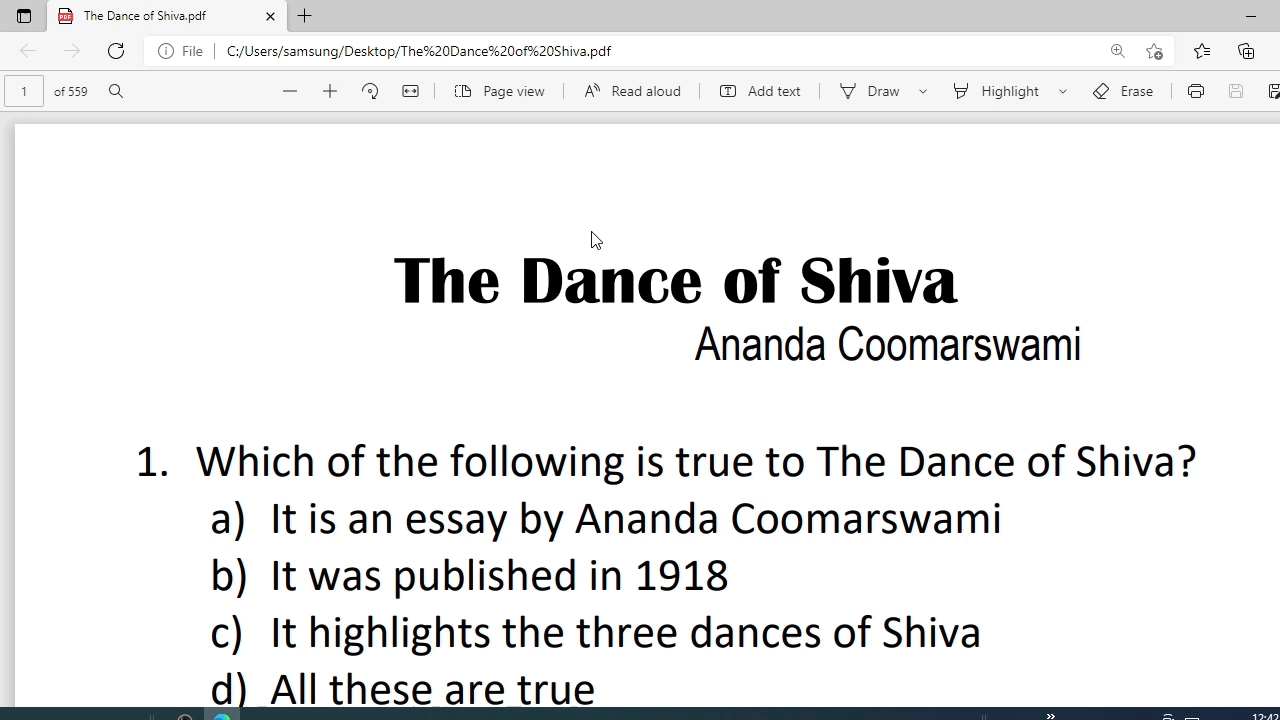 The Dance of Shiva.pdf
File C:/Users/samsung/Desktop/The%20Dance%20of%20Shiva.pdf
1 of 559 Page view Read aloud Add text Draw Highlight Erase
The Dance of Shiva
Ananda Coomarswami
1. Which of the following is true to The Dance of Shiva?
a) It is an essay by Ananda Coomarswami
b) It was published in 1918
c) It highlights the three dances of Shiva
d) All these are true